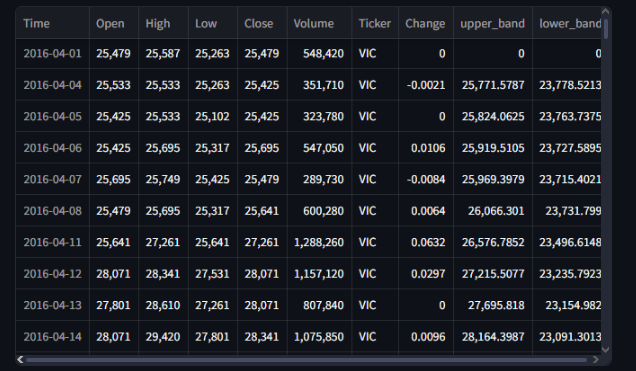 Time Open High Low Close Volume Ticker Change upper_band lower_band
2016-04-01 25,479 25,587 25,263 25,479 548,420 VIC 0 0 0
2016-04-04 25,533 25,533 25,263 25,425 351,710 VIC -0.0021 25,771.5787 23,778.5213
2016-04-05 25,425 25,533 25,102 25,425 323,780 VIC 0 25,824.0625 23,763.7375
2016-04-06 25,425 25,695 25,317 25,695 547,050 VIC 0.0106 25,919.5105 23,727.5895
2016-04-07 25,695 25,749 25,425 25,479 289,730 VIC -0.0084 25,969.3979 23,715.4021
2016-04-08 25,479 25,695 25,317 25,641 600,280 VIC 0.0064 26,066.301 23,731.799
2016-04-11 25,641 27,261 25,641 27,261 1,288,260 VIC 0.0632 26,576.7852 23,496.6148
2016-04-12 28,071 28,341 27,531 28,071 1,157,120 VIC 0.0297 27,215.5077 23,235.7923
2016-04-13 27,801 28,610 27,261 28,071 807,840 VIC 0 27,695.818 23,154.982
2016-04-14 28,071 29,420 27,801 28,341 1,075,850 VIC 0.0096 28,164.3987 23,091.3013